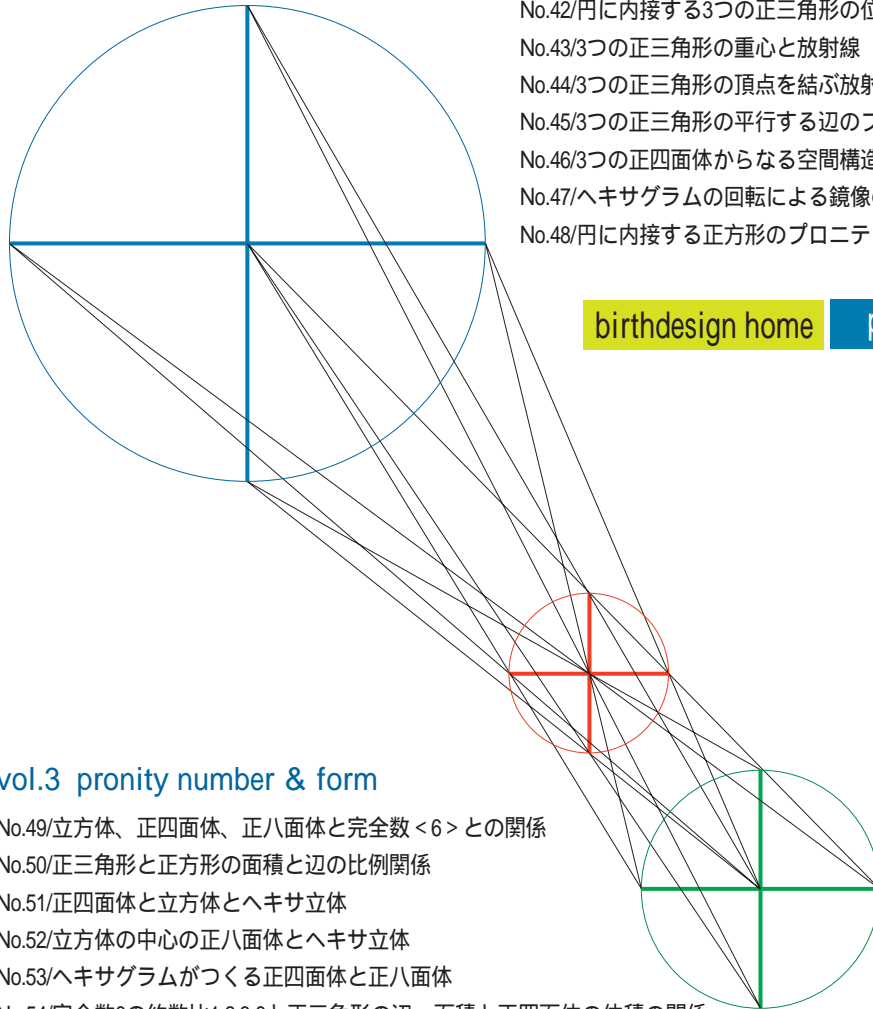 No.42/円に内接する3つの正三角形の位
No.43/3つの正三角形の重心と放射線
No.44/3つの正三角形の頂点を結ぶ放射
No.45/3つの正三角形の平行する辺のプ
No.46/3つの正四面体からなる空間構造
No.47/ヘキサグラムの回転による鏡像
No.48/円に内接する正方形のプロニテ
birthdesign home
vol.3 pronity number & form
No.49/立方体、正四面体、正八面体と完全数<6>との関係
No.50/正三角形と正方形の面積と辺の比例関係
No.51/正四面体と立方体とヘキサ立体
No.52/立方体の中心の正八面体とヘキサ立体
No.53/ヘキサグラムがつくる正四面体と正八面体